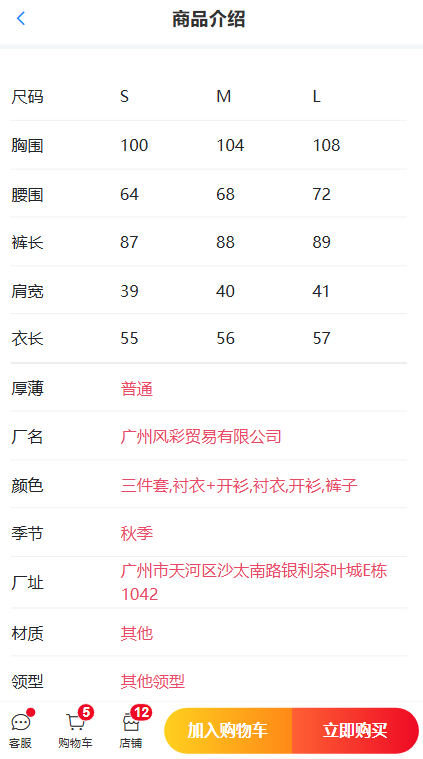 商品介绍
尺码 S M L
胸围 100 104 108
腰围 64 68 72
裤长 87 88 89
肩宽 39 40 41
衣长 55 56 57
厚薄 普通
厂名 广州风彩贸易有限公司
颜色 三件套,衬衣+开衫,衬衣,开衫,裤子
季节 秋季
厂址 广州市天河区沙太南路银利茶叶城E栋
1042
材质 其他
领型 其他领型
5 12
客服 购物车 店铺 加入购物车 立即购买